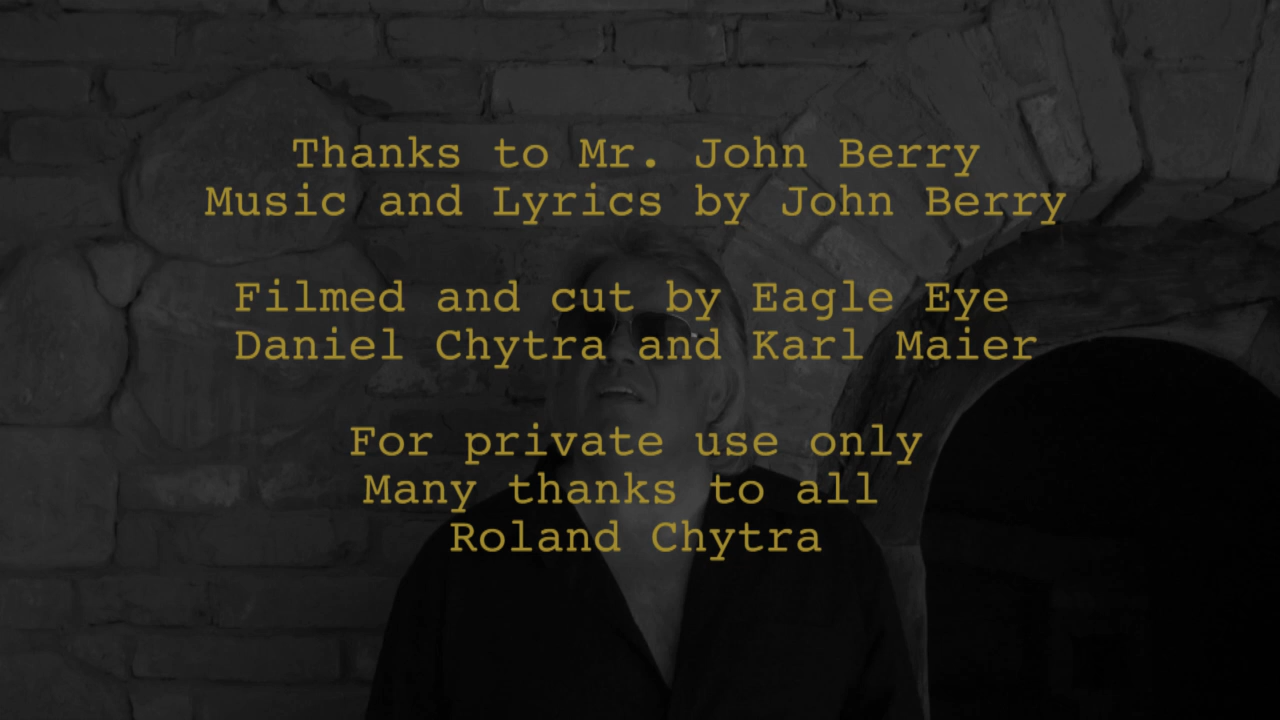 Thanks to Mr. John Berry
Music and Lyrics by John Berry
Filmed and cut by Eagle Eye
Daniel Chytra and Karl Maier
For private use only
Many thanks to all
Roland Chytra